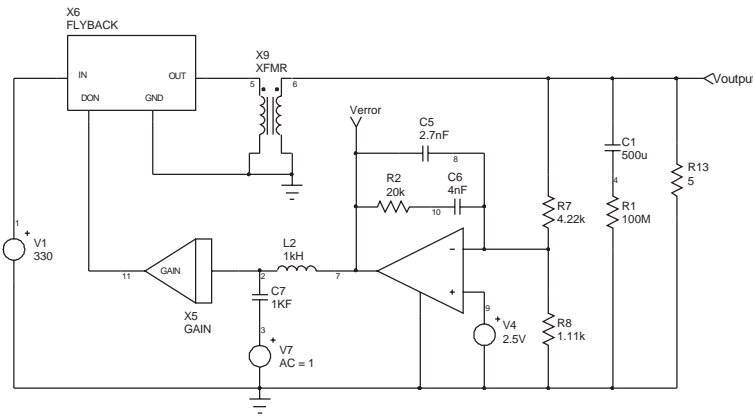 X6
FLYBACK
X9
XFMR
IN
OUT
DON
GND
5
6
Voutput
Verror
C5
2.7nF
8
C1
500u
R2
20k
C6
4nF
10
4
R13
5
R7
4.22k
R1
100M
1
+
V1
330
L2
1kH
GAIN
11
2
7
−
+
X5
GAIN
C7
1KF
3
+
V7
AC = 1
9
+
V4
2.5V
R8
1.11k